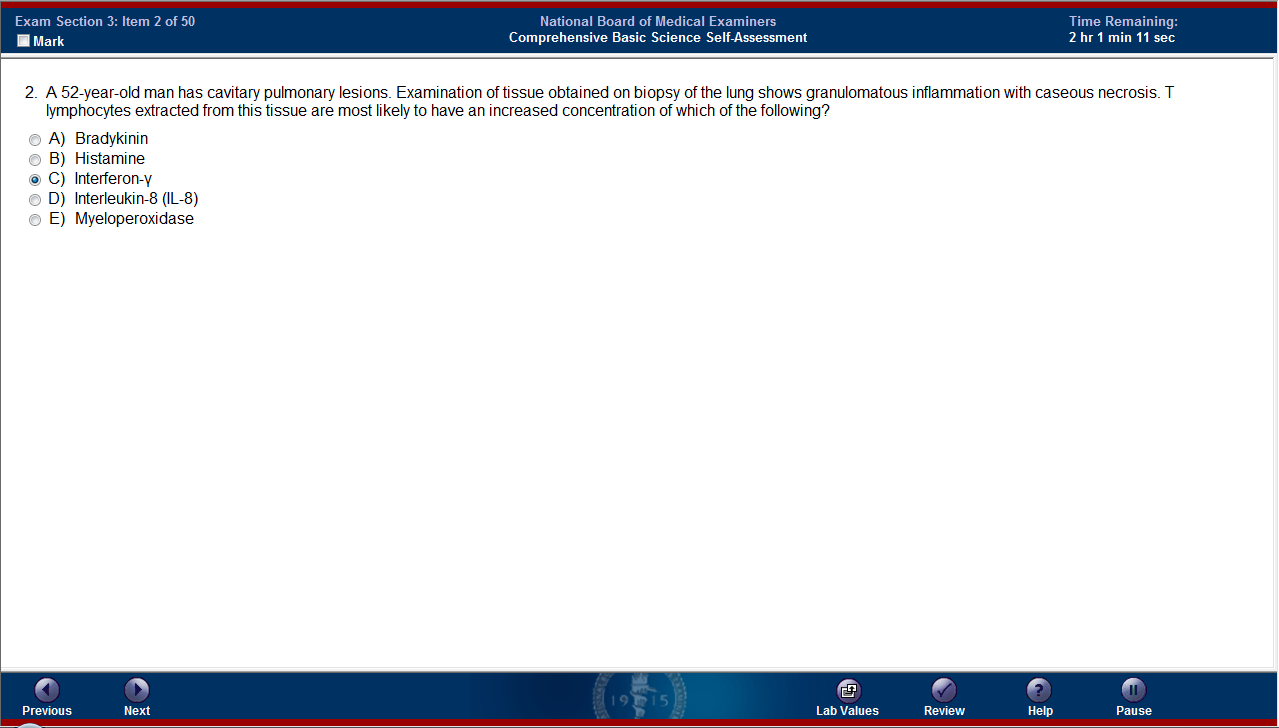 Exam Section 3: Item 2 of 50
National Board of Medical Examiners
Time Remaining:
Mark
Comprehensive Basic Science Self-Assessment
2 hr 1 min 11 sec
2. A 52-year-old man has cavitary pulmonary lesions. Examination of tissue obtained on biopsy of the lung shows granulomatous inflammation with caseous necrosis. T
lymphocytes extracted from this tissue are most likely to have an increased concentration of which of the following?
A) Bradykinin
B) Histamine
C) Interferon-γ
D) Interleukin-8 (IL-8)
E) Myeloperoxidase
1915
Previous
Next
Lab Values
Review
Help
Pause